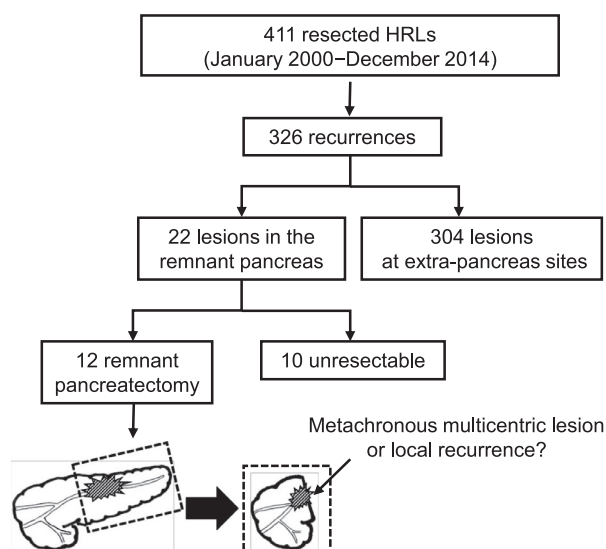 411 resected HRLs
(January 2000−December 2014)
326 recurrences
22 lesions in the
remnant pancreas
304 lesions
at extra-pancreas sites
12 remnant
pancreatectomy
10 unresectable
Metachronous multicentric lesion
or local recurrence?